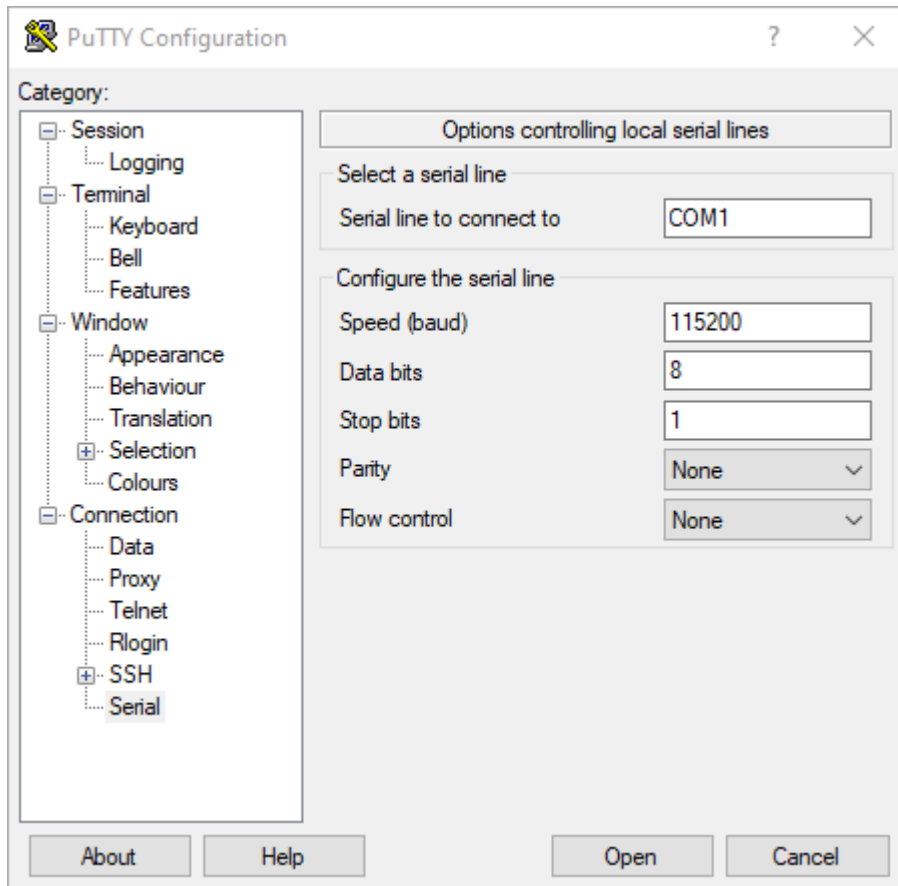 PuTTY Configuration
?
Category:
Session
Logging
Terminal
Keyboard
Bell
Features
Window
Appearance
Behaviour
Translation
Selection
Colours
Connection
Data
Proxy
Telnet
Rlogin
SSH
Serial
Options controlling local serial lines
Select a serial line
Serial line to connect to COM1
Configure the serial line
Speed (baud) 115200
Data bits 8
Stop bits 1
Parity None
Flow control None
About Help Open Cancel